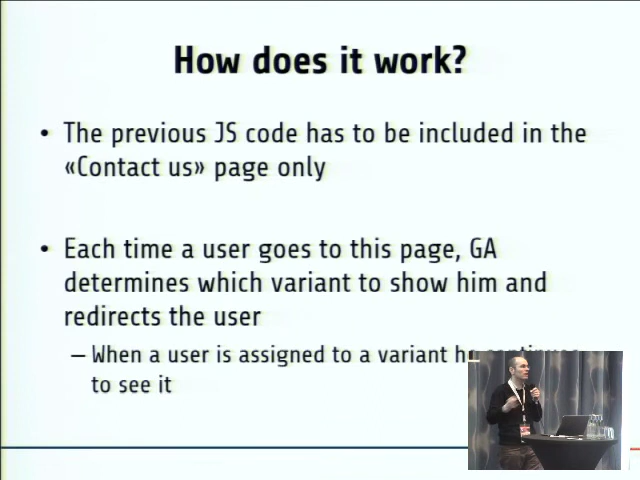 How does it work?
• The previous JS code has to be included in the
«Contact us» page only
• Each time a user goes to this page, GA
determines which variant to show him and
redirects the user
– When a user is assigned to a variant he continues
to see it